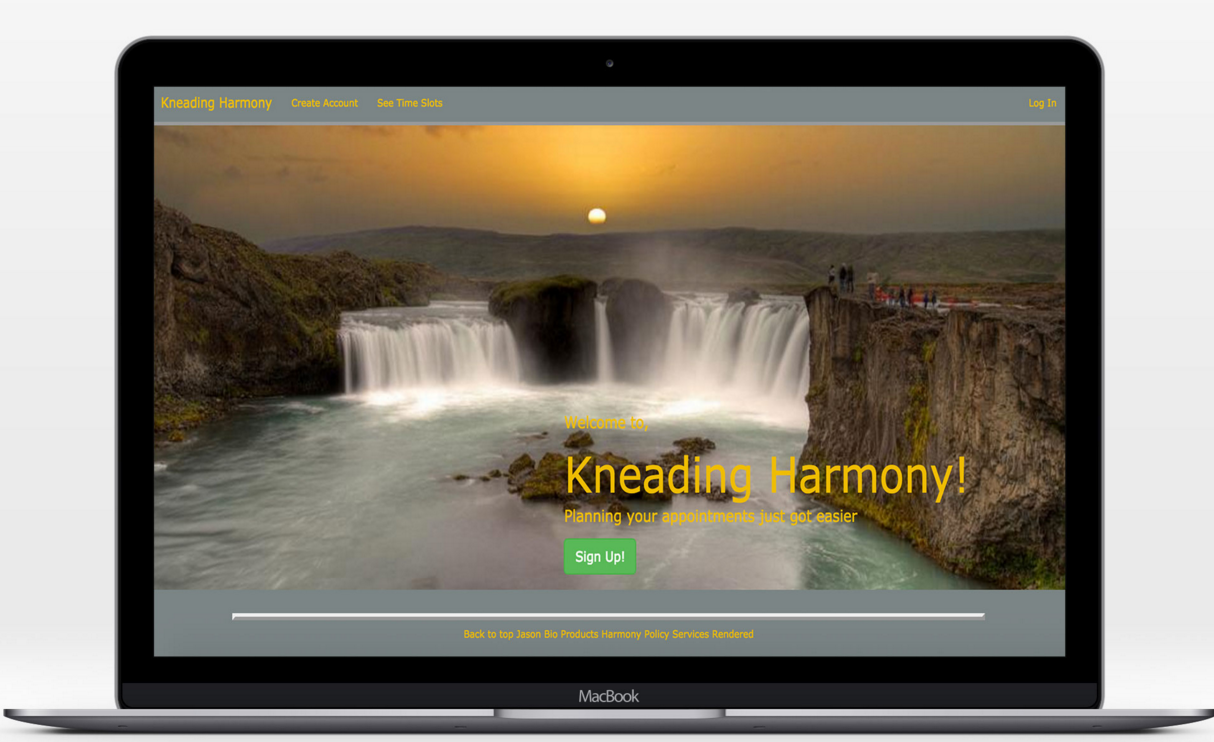 Kneading Harmony Create Account See Time Slots Log In
Welcome to,
Kneading Harmony!
Planning your appointments just got easier
Sign Up!
Back to top Jason Bio Products Harmony Policy Services Rendered
MacBook